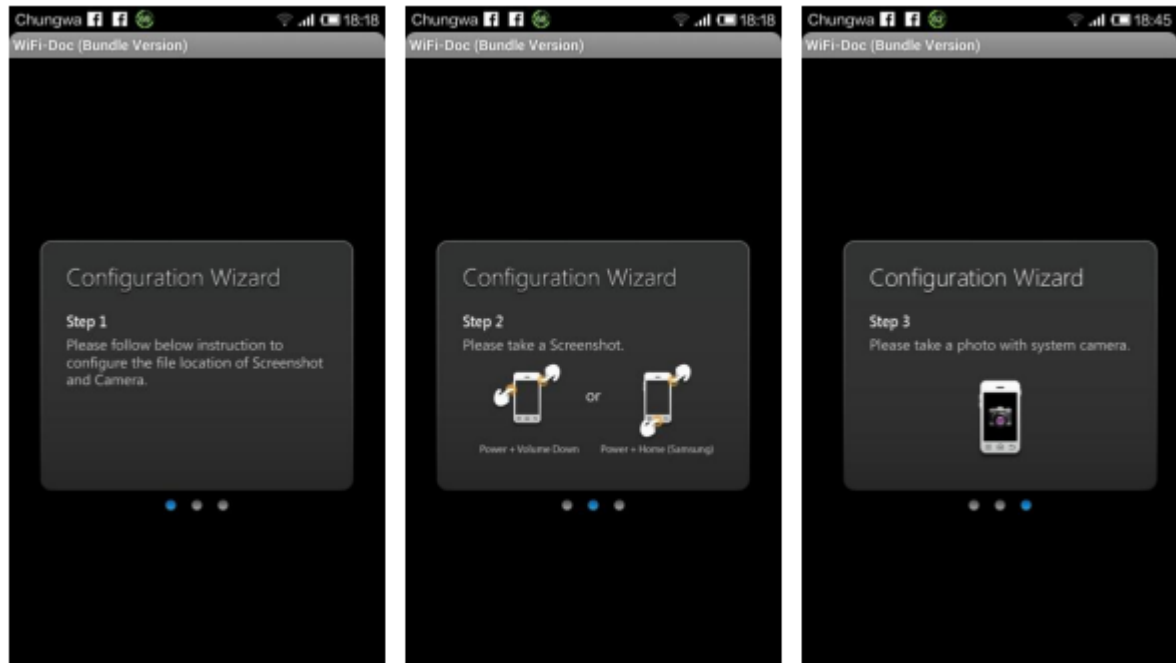 Chungwa 18:18
WiFi-Doc (Bundle Version)
Configuration Wizard
Step 1
Please follow below instruction to
configure the file location of Screenshot
and Camera.
Chungwa 18:18
WiFi-Doc (Bundle Version)
Configuration Wizard
Step 2
Please take a Screenshot.
or
Power + Volume Down Power + Home (Samsung)
Chungwa 18:45
WiFi-Doc (Bundle Version)
Configuration Wizard
Step 3
Please take a photo with system camera.